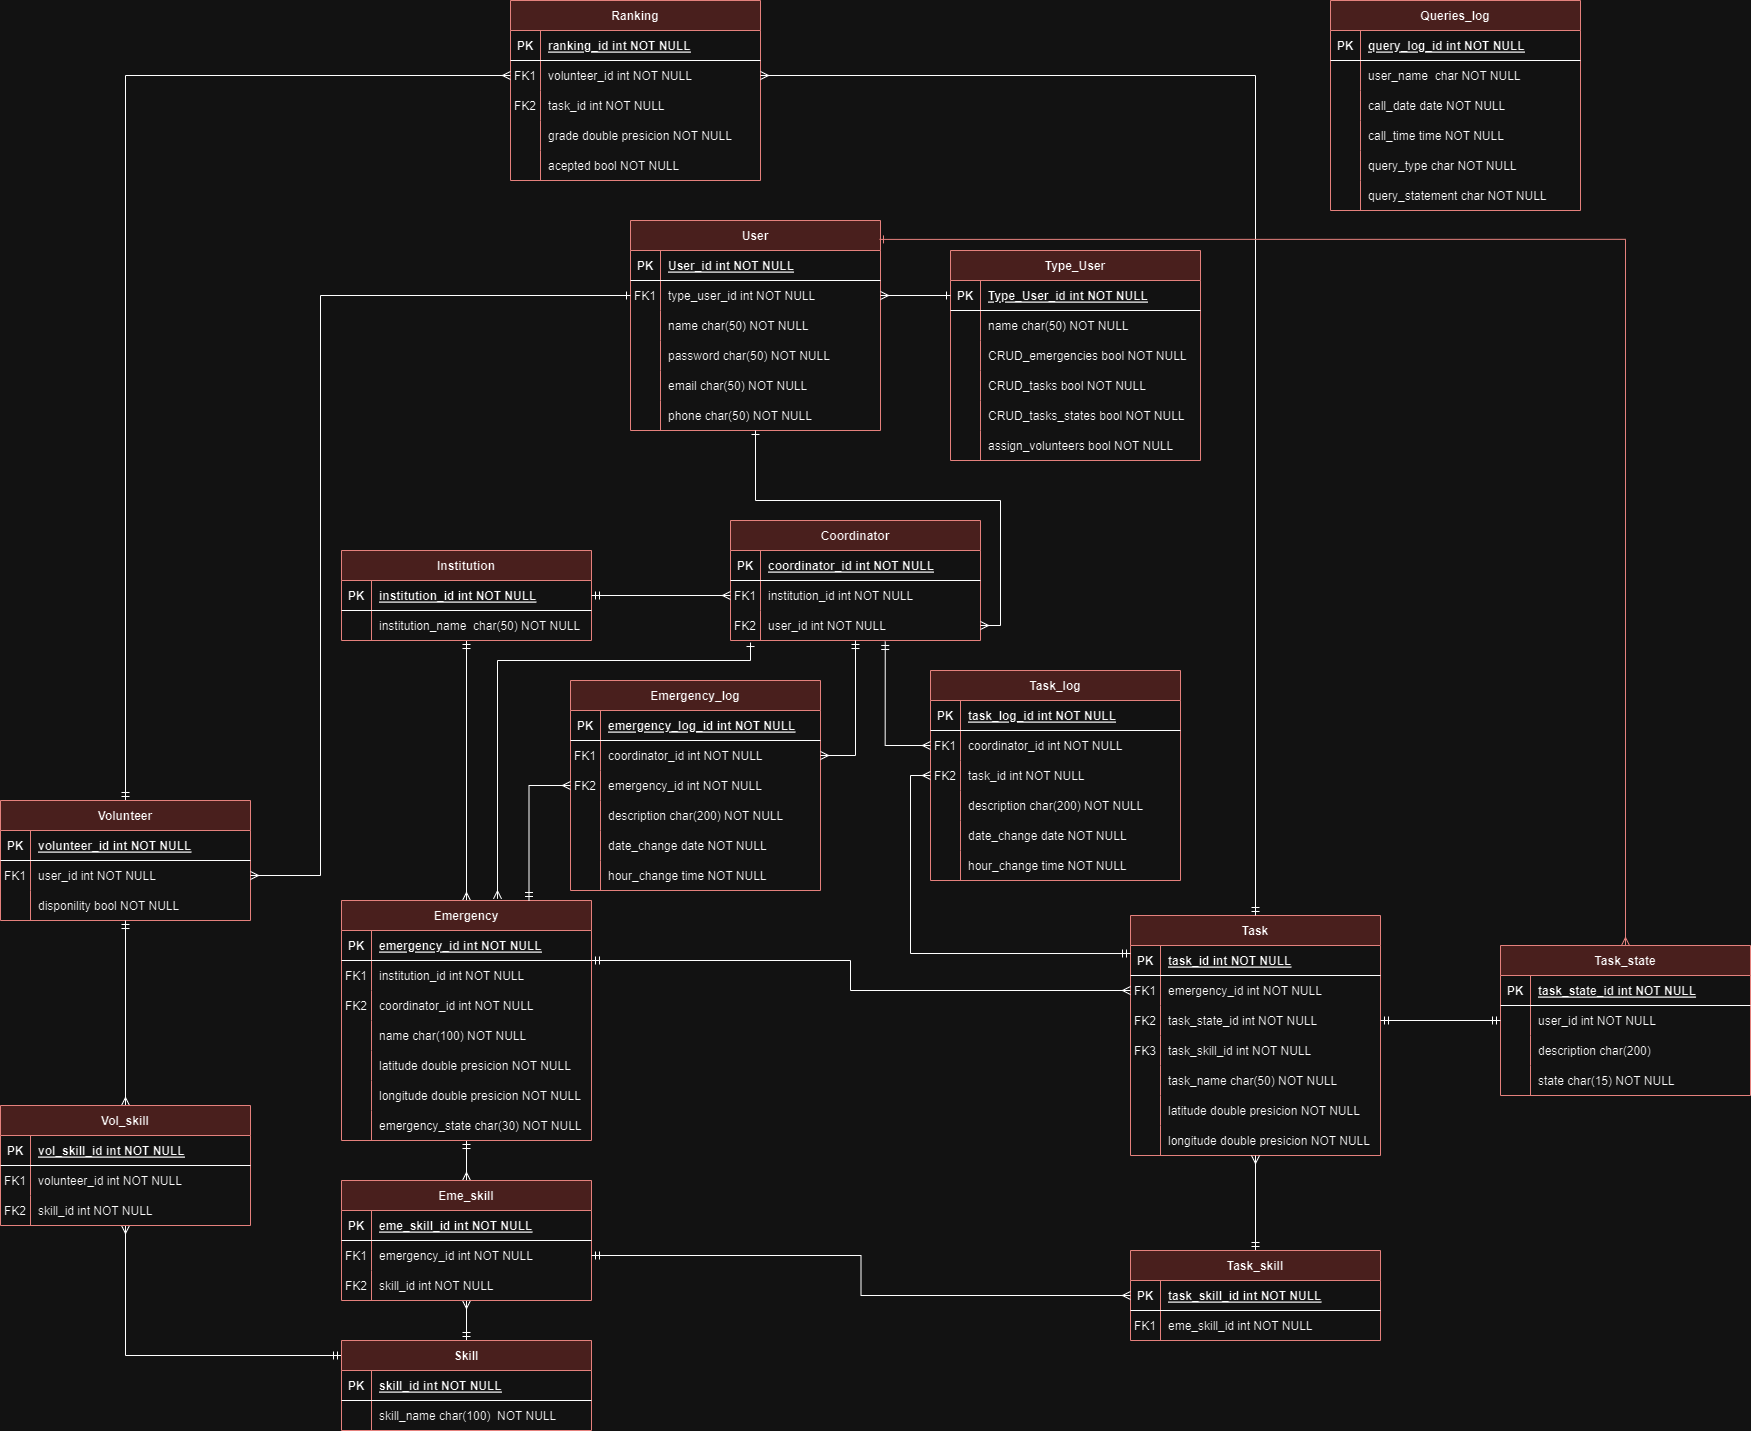 Ranking
PK ranking_id int NOT NULL
FK1 volunteer_id int NOT NULL
FK2 task_id int NOT NULL
grade double presicion NOT NULL
acepted bool NOT NULL
Queries_log
PK query_log_id int NOT NULL
user_name char NOT NULL
call_date date NOT NULL
call_time time NOT NULL
query_type char NOT NULL
query_statement char NOT NULL
User
PK User_id int NOT NULL
FK1 type_user_id int NOT NULL
name char(50) NOT NULL
password char(50) NOT NULL
email char(50) NOT NULL
phone char(50) NOT NULL
Type_User
PK Type_User_id int NOT NULL
name char(50) NOT NULL
CRUD_emergencies bool NOT NULL
CRUD_tasks bool NOT NULL
CRUD_tasks_states bool NOT NULL
assign_volunteers bool NOT NULL
Institution
PK institution_id int NOT NULL
institution_name char(50) NOT NULL
Coordinator
PK coordinator_id int NOT NULL
FK1 institution_id int NOT NULL
FK2 user_id int NOT NULL
Emergency_log
PK emergency_log_id int NOT NULL
FK1 coordinator_id int NOT NULL
FK2 emergency_id int NOT NULL
description char(200) NOT NULL
date_change date NOT NULL
hour_change time NOT NULL
Task_log
PK task_log_id int NOT NULL
FK1 coordinator_id int NOT NULL
FK2 task_id int NOT NULL
description char(200) NOT NULL
date_change date NOT NULL
hour_change time NOT NULL
Volunteer
PK volunteer_id int NOT NULL
FK1 user_id int NOT NULL
disponility bool NOT NULL
Emergency
PK emergency_id int NOT NULL
FK1 institution_id int NOT NULL
FK2 coordinator_id int NOT NULL
name char(100) NOT NULL
latitude double presicion NOT NULL
longitude double presicion NOT NULL
emergency_state char(30) NOT NULL
Task
PK task_id int NOT NULL
FK1 emergency_id int NOT NULL
FK2 task_state_id int NOT NULL
FK3 task_skill_id int NOT NULL
task_name char(50) NOT NULL
latitude double presicion NOT NULL
longitude double presicion NOT NULL
Task_state
PK task_state_id int NOT NULL
user_id int NOT NULL
description char(200)
state char(15) NOT NULL
Vol_skill
PK vol_skill_id int NOT NULL
FK1 volunteer_id int NOT NULL
FK2 skill_id int NOT NULL
Eme_skill
PK eme_skill_id int NOT NULL
FK1 emergency_id int NOT NULL
FK2 skill_id int NOT NULL
Task_skill
PK task_skill_id int NOT NULL
FK1 eme_skill_id int NOT NULL
Skill
PK skill_id int NOT NULL
skill_name char(100) NOT NULL